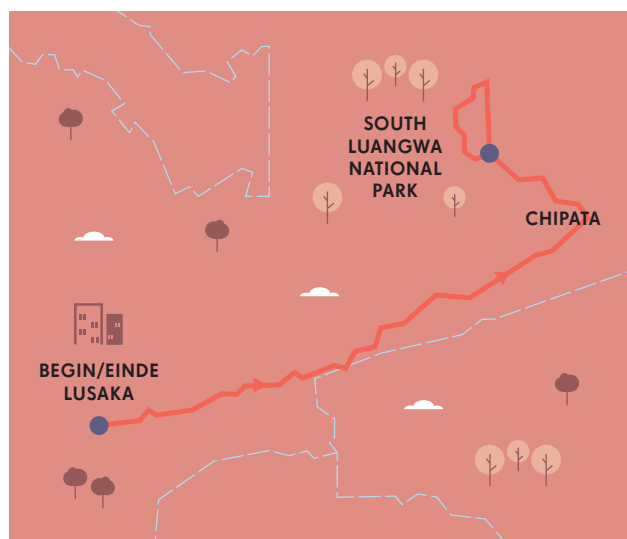 SOUTH
LUANGWA
NATIONAL
PARK
CHIPATA
BEGIN/EINDE
LUSAKA